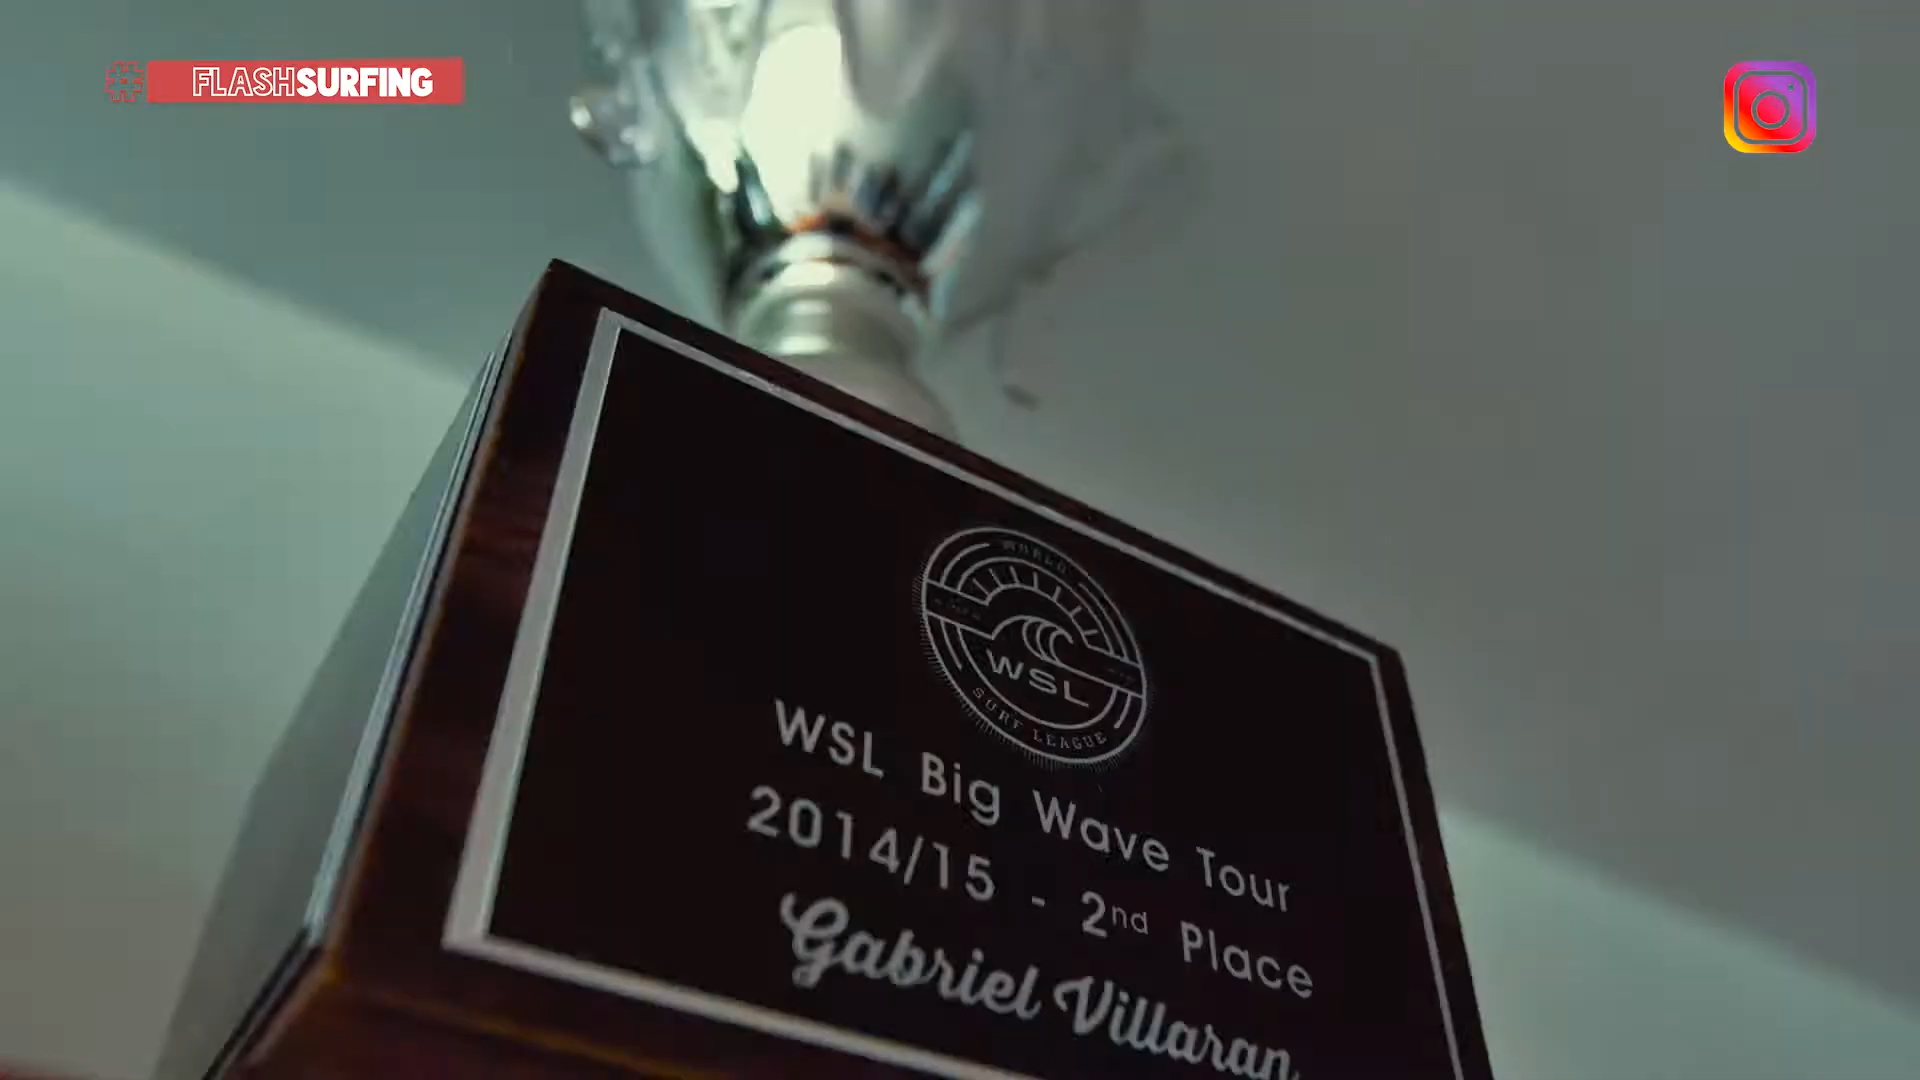 # FLASHSURFING
WORLD
WSL
SURF LEAGUE
WSL Big Wave Tour
2014/15 - 2nd Place
Gabriel Villaran